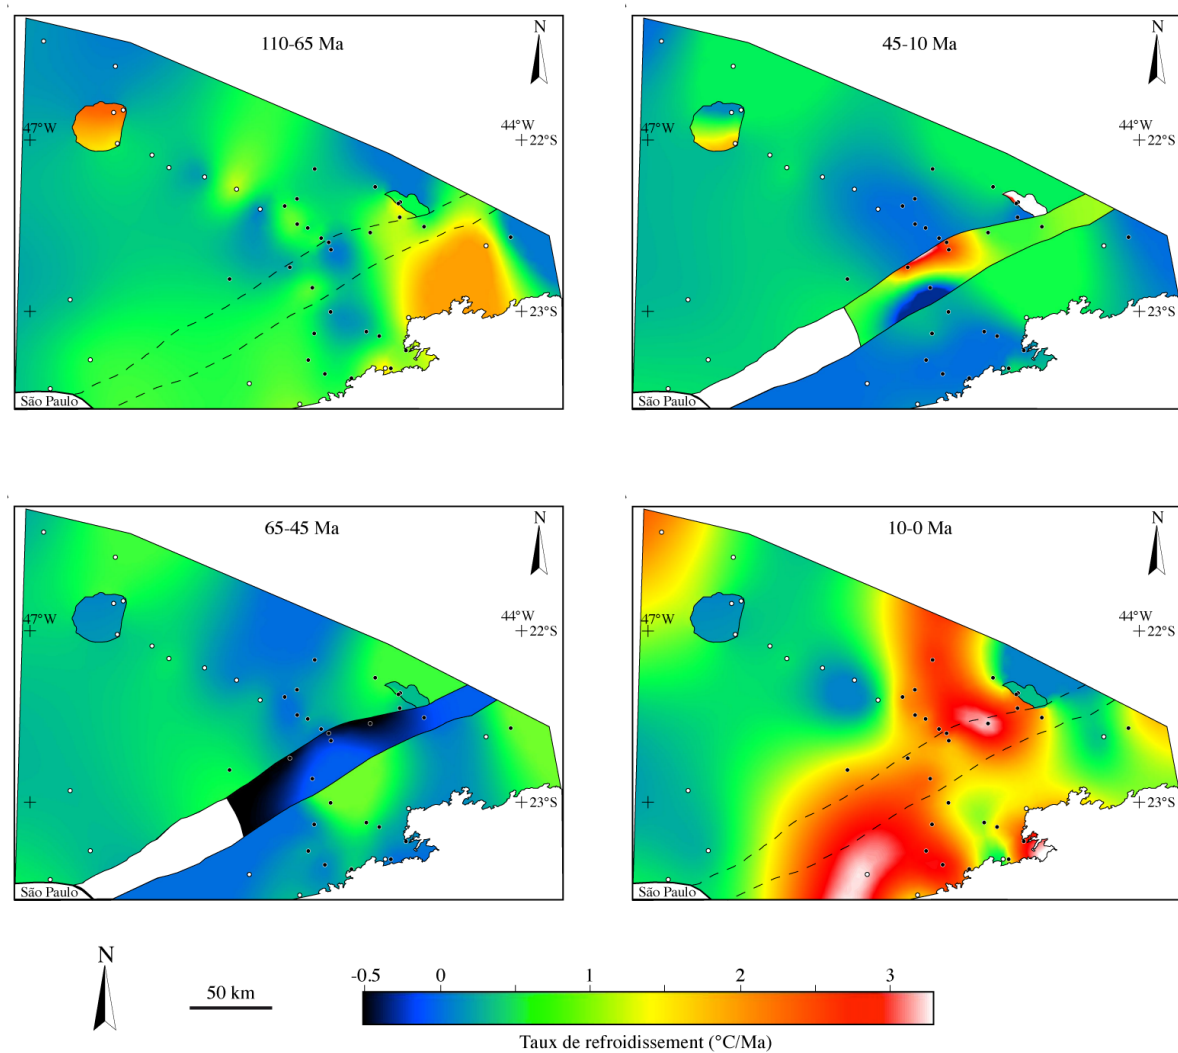 110-65 Ma
N
47°W
44°W
22°S
23°S
São Paulo
45-10 Ma
N
47°W
44°W
22°S
23°S
São Paulo
65-45 Ma
N
47°W
44°W
22°S
23°S
São Paulo
10-0 Ma
N
47°W
44°W
22°S
23°S
São Paulo
N
50 km
-0.5 0 1 2 3
Taux de refroidissement (°C/Ma)